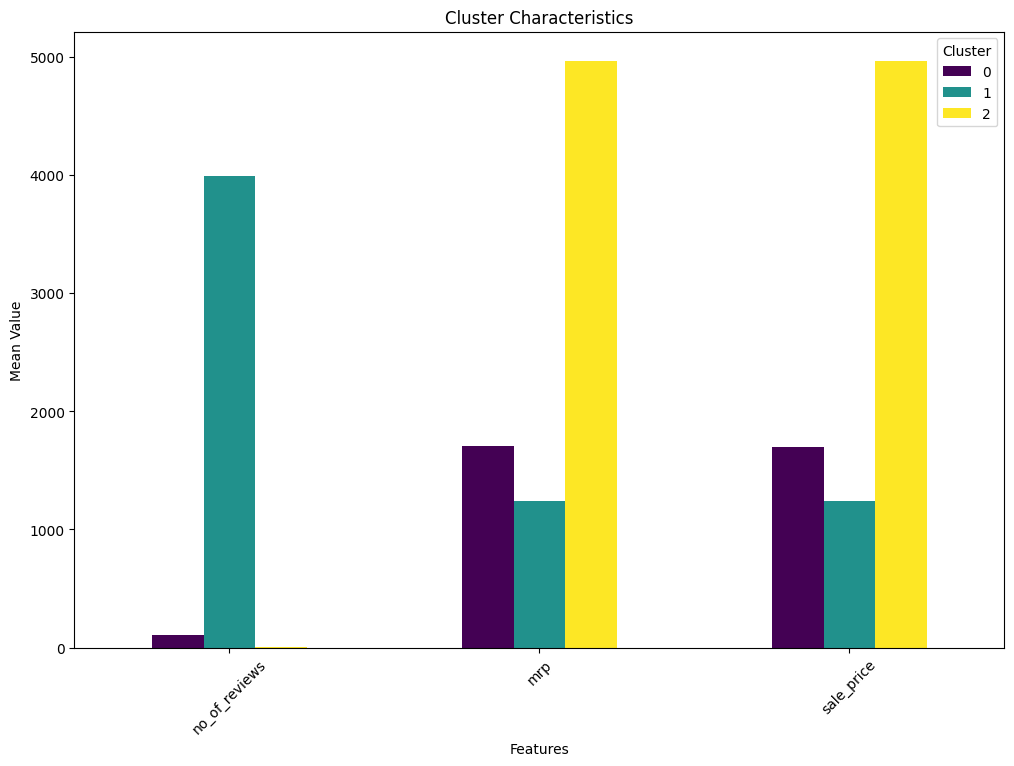 Cluster Characteristics
Cluster
0
1
2
Mean Value
5000
4000
3000
2000
1000
0
no_of_reviews
mrp
sale_price
Features